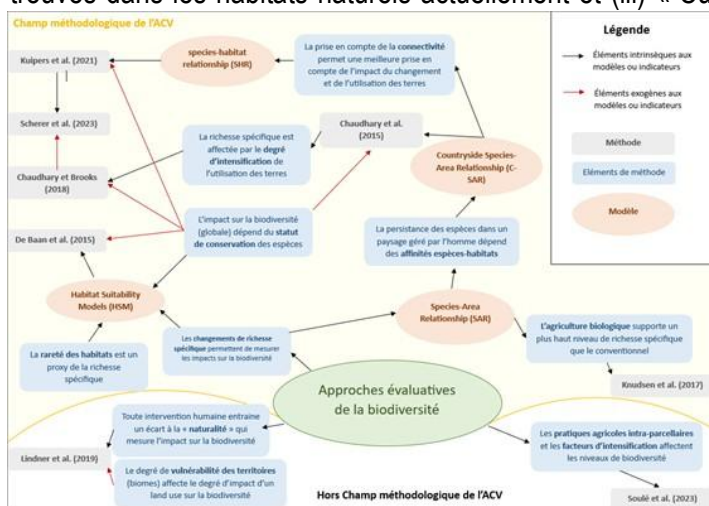 trouvés dans les habitats naturels actuellement et (iii) « Ou
Champ méthodologique de l'ACV
Légende
Éléments intrinsèques aux
modèles ou indicateurs
Éléments exogènes aux
modèles ou indicateurs
Méthode
Eléments de méthode
Modèle
Kuipers et al.
(2021)
species-habitat
relationship (SHR)
La prise en compte de la connectivité
permet une meilleure prise en
compte de l'impact du changement
et de l'utilisation des terres
Scherer et al.
(2023)
La richesse spécifique est
affectée par le degré
d'intensification de
l'utilisation des terres
Chaudhary et al.
(2015)
Chaudhary et Brooks
(2018)
Countryside Species-
Area Relationship (C-
SAR)
De Baan et al. (2015)
L'impact sur la biodiversité
(globale) dépend du statut
de conservation des espèces
La persistance des espèces dans un
paysage géré par l'homme dépend
des affinités espèces-habitats
Habitat Suitability
Models (HSM)
Species-Area
Relationship (SAR)
La rareté des habitats est un
proxy de la richesse
spécifique
Les changements de richesse
spécifique permettent de mesurer
les impacts sur la biodiversité
L'agriculture biologique supporte un
plus haut niveau de richesse spécifique
que le conventionnel
Knudsen et al. (2017)
Approches évaluatives
de la biodiversité
Toute intervention humaine entraine
un écart à la « naturalité » qui
mesure l'impact sur la biodiversité
Lindner et al. (2019)
Le degré de vulnérabilité des territoires
(biomes) affecte le degré d'impact d'un
land use sur la biodiversité
Les pratiques agricoles intra-parcellaires
et les facteurs d'intensification affectent
les niveaux de biodiversité
Hors Champ méthodologique de l'ACV
Soulé et al. (2023)